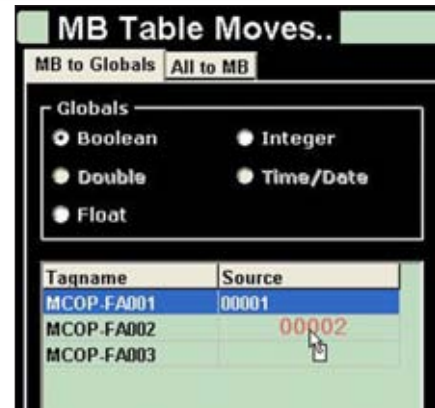 MB Table Moves..
MB to Globals All to MB
Globals
Boolean Integer
Double Time/Date
Float
Taqname Source
MCOP-FA001 00001
MCOP-FA002 00002
MCOP-FA003